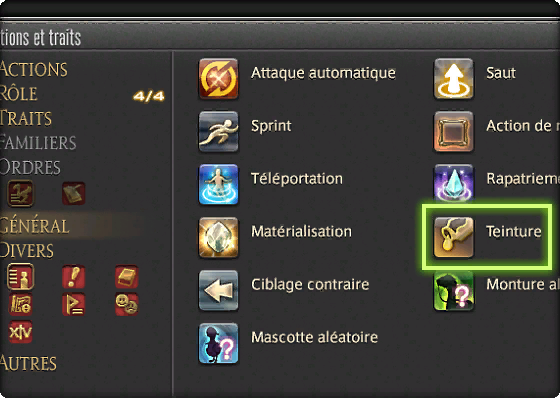 tions et traits
ACTIONS
RÔLE
4/4
TRAITS
FAMILIERS
ORDRES
GÉNÉRAL
DIVERS
XIV
AUTRES
Attaque automatique
Saut
Sprint
Action de
Téléportation
Rapatrieme
Matérialisation
Teinture
Ciblage contraire
Monture al
Mascotte aléatoire